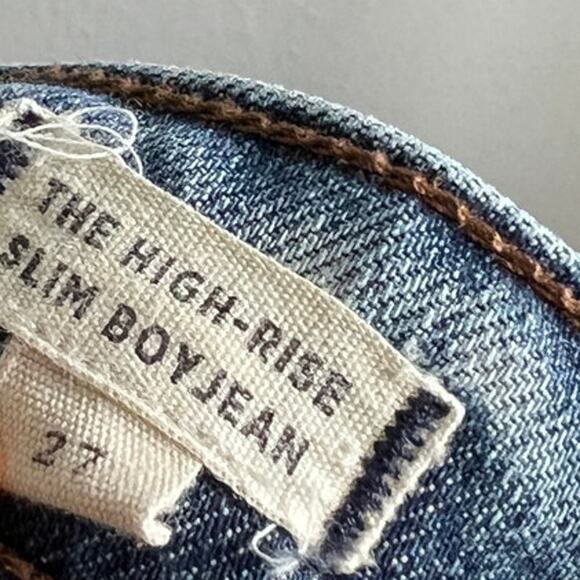 THE HIGH-RISE
SLIM BOYJEAN
27